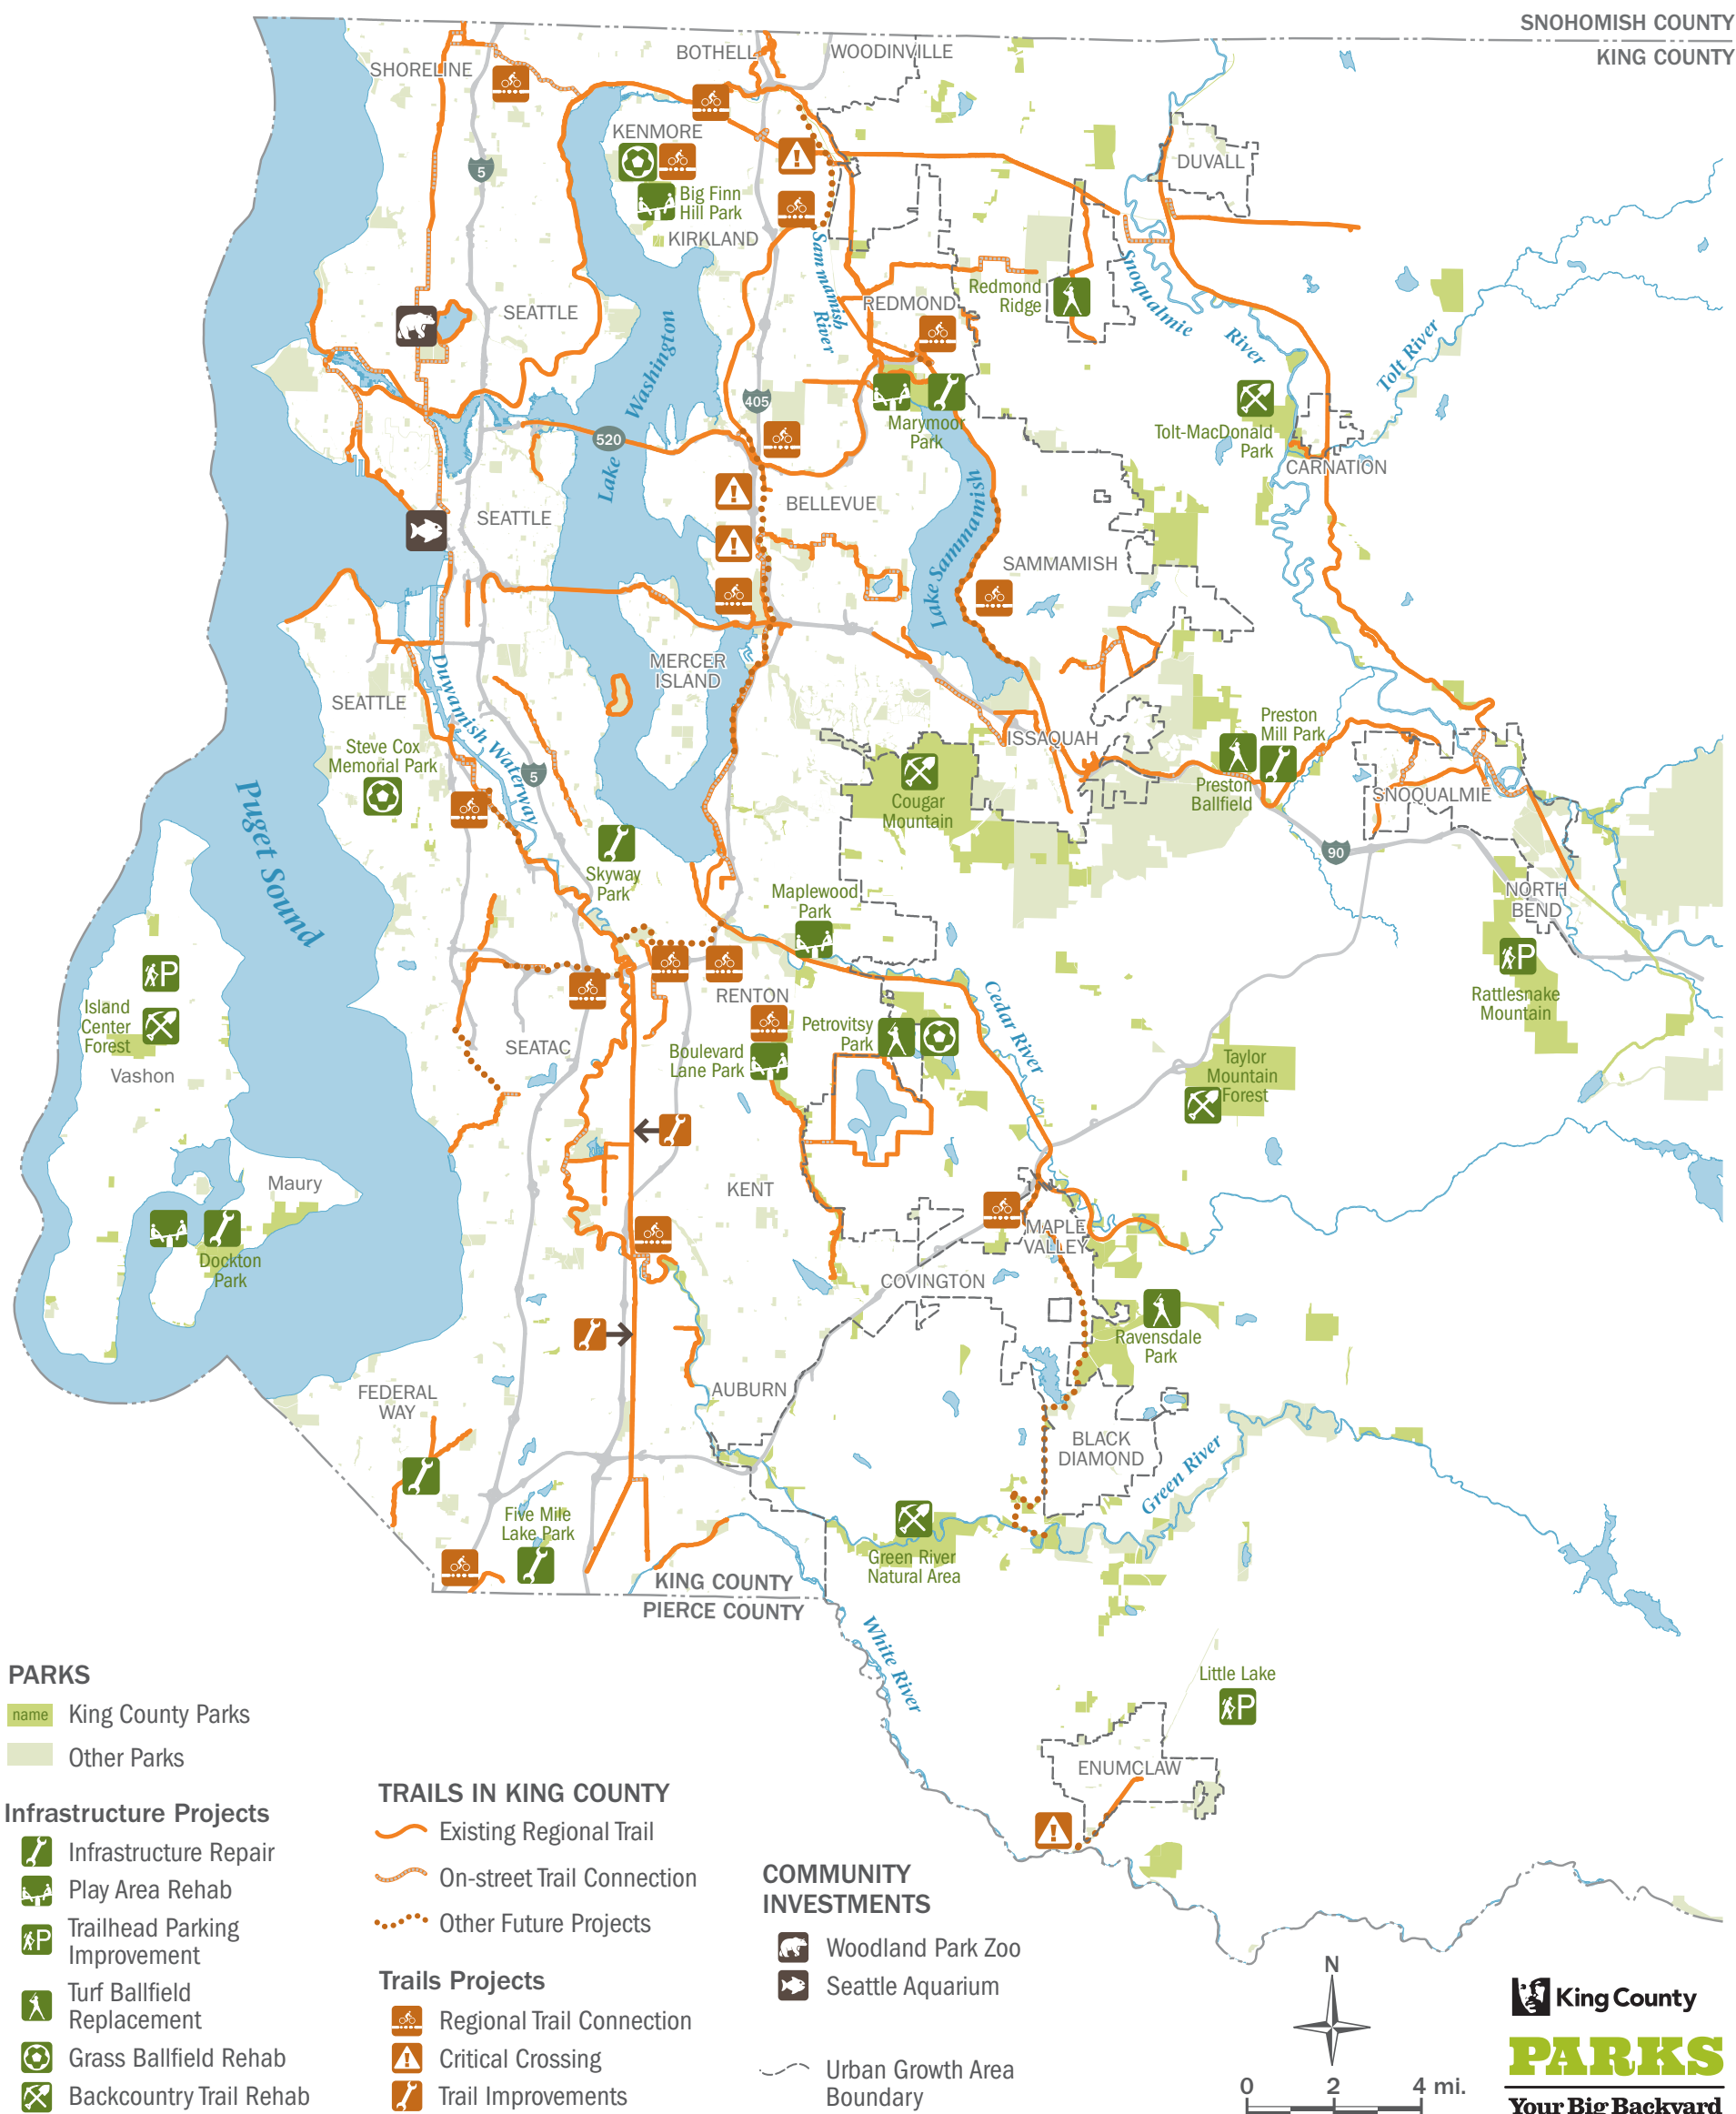 SNOHOMISH COUNTY
KING COUNTY
BOTHELL
WOODINVILLE
SHORELINE
KENMORE
DUVALL
5
Big Finn
Hill Park
KIRKLAND
Sammamish
River
Snoqualmie
River
Redmond
Ridge
REDMOND
SEATTLE
Lake
Washington
Tolt River
405
Marymoor
Park
Tolt-MacDonald
Park
520
CARNATION
BELLEVUE
SEATTLE
Lake Sammamish
SAMMAMISH
MERCER
ISLAND
Duwamish Waterway
SEATTLE
Steve Cox
Memorial Park
5
ISSAQUAH
Preston
Mill Park
Preston
Ballfield
SNOQUALMIE
Cougar
Mountain
Puget Sound
90
Skyway
Park
Maplewood
Park
NORTH
BEND
Island
Center
Forest
Vashon
RENTON
Cedar River
Petrovitsy
Park
Boulevard
Lane Park
SEATAC
Rattlesnake
Mountain
Taylor
Mountain
Forest
Maury
KENT
Dockton
Park
MAPLE
VALLEY
COVINGTON
Ravensdale
Park
FEDERAL
WAY
AUBURN
BLACK
DIAMOND
Green River
Five Mile
Lake Park
Green River
Natural Area
KING COUNTY
PIERCE COUNTY
White River
Little Lake
ENUMCLAW
PARKS
name
King County Parks
Other Parks
Infrastructure Projects
Infrastructure Repair
Play Area Rehab
P
Trailhead Parking
Improvement
Turf Ballfield
Replacement
Grass Ballfield Rehab
Backcountry Trail Rehab
TRAILS IN KING COUNTY
Existing Regional Trail
On-street Trail Connection
Other Future Projects
Trails Projects
Regional Trail Connection
Critical Crossing
Trail Improvements
COMMUNITY
INVESTMENTS
Woodland Park Zoo
Seattle Aquarium
Urban Growth Area
Boundary
N
0 2 4 mi.
King County
PARKS
Your Big Backyard